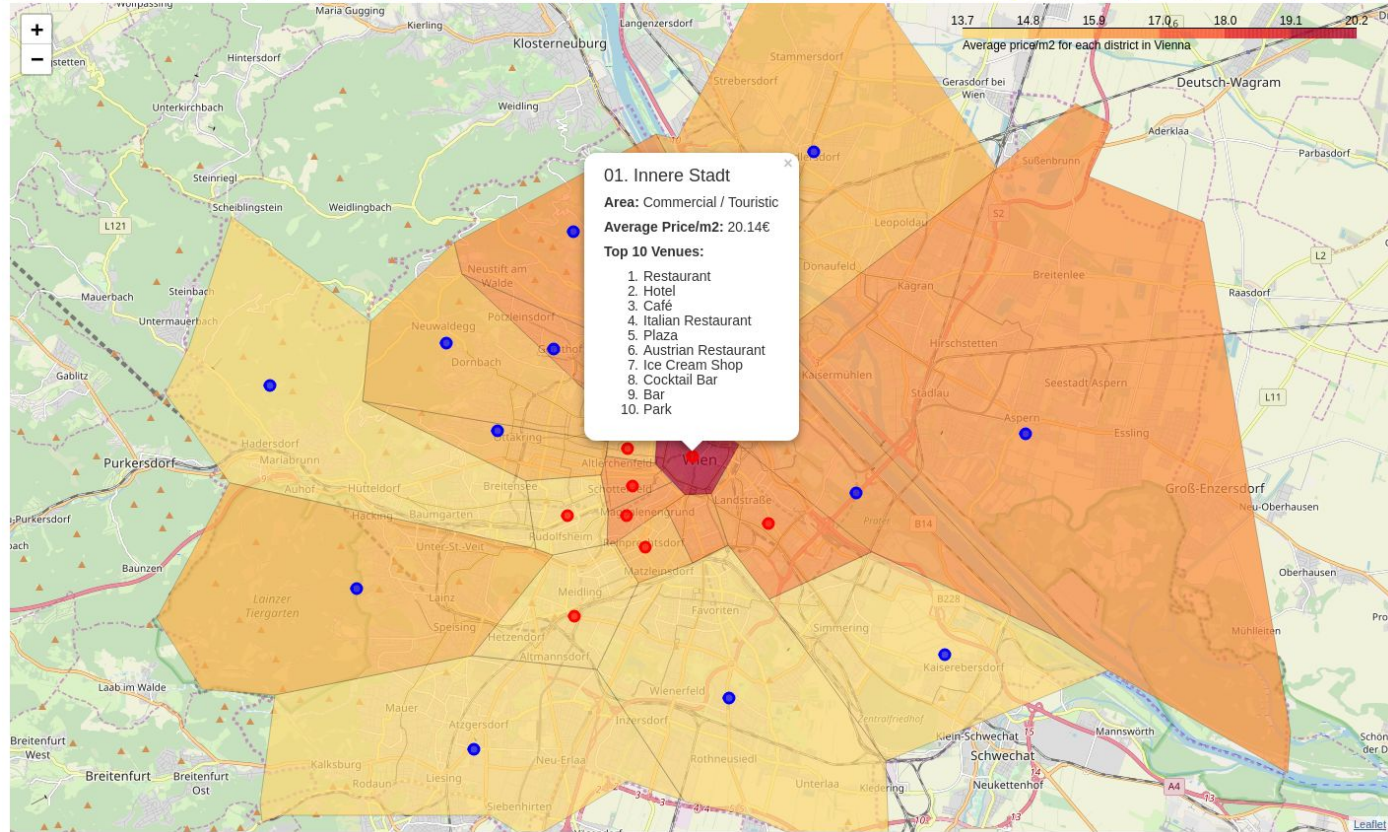 Wolfpassing
Maria Gugging
Kierling
Langenzersdorf
Klosterneuburg
Stammersdorf
Strebersdorf
Gerasdorf bei
Wien
Deutsch-Wagram
13.7 14.8 15.9 17.0 18.0 19.1 20.2
Average price/m2 for each district in Vienna
+
−
Hintersdorf
Unterkirchbach
Weidling
Aderklaa
Parbasdorf
Süßenbrunn
Steinriegl
Scheiblingstein
Weidlingbach
L121
S2
L2
Leopoldau
Donaufeld
Kagran
Breitenlee
Raasdorf
01. Innere Stadt
×
Area: Commercial / Touristic
Average Price/m2: 20.14€
Top 10 Venues:
1. Restaurant
2. Hotel
3. Café
4. Italian Restaurant
5. Plaza
6. Austrian Restaurant
7. Ice Cream Shop
8. Cocktail Bar
9. Bar
10. Park
Neustift am
Walde
Steinbach
Mauerbach
Untermauerbach
Pötzleinsdorf
Neuwaldegg
Dornbach
Hirschstetten
Kaisermühlen
Stadlau
Seestadt Aspern
Aspern
Essling
L11
Gablitz
Ottakring
Hadersdorf
Mariabrunn
Purkersdorf
Altlerchenfeld
Wien
Auhof
Hütteldorf
Breitensee
Schottenfeld
Landstraße
Groß-Enzersdorf
Neu-Oberhausen
Hacking
Baumgarten
Magdalenengrund
Rudolfsheim
Prater
B14
Unter-St.-Veit
Reinprechtsdorf
Baunzen
Matzleinsdorf
Oberhausen
Lainzer
Tiergarten
Lainz
Meidling
Favoriten
B228
Speising
Hetzendorf
Simmering
Mühlleiten
Altmannsdorf
Kaiserebersdorf
Laab im Walde
Wienerfeld
Mauer
Atzgersdorf
Inzersdorf
Zentralfriedhof
Mannswörth
Klein-Schwechat
Schwechat
Breitenfurt
West
Kalksburg
Neu-Erlaa
Rothneusiedl
Breitenfurt
Breitenfurt
Ost
Rodaun
Liesing
Unterlaa
Kledering
Neukettenhof
A4
Siebenhirten
Leaflet